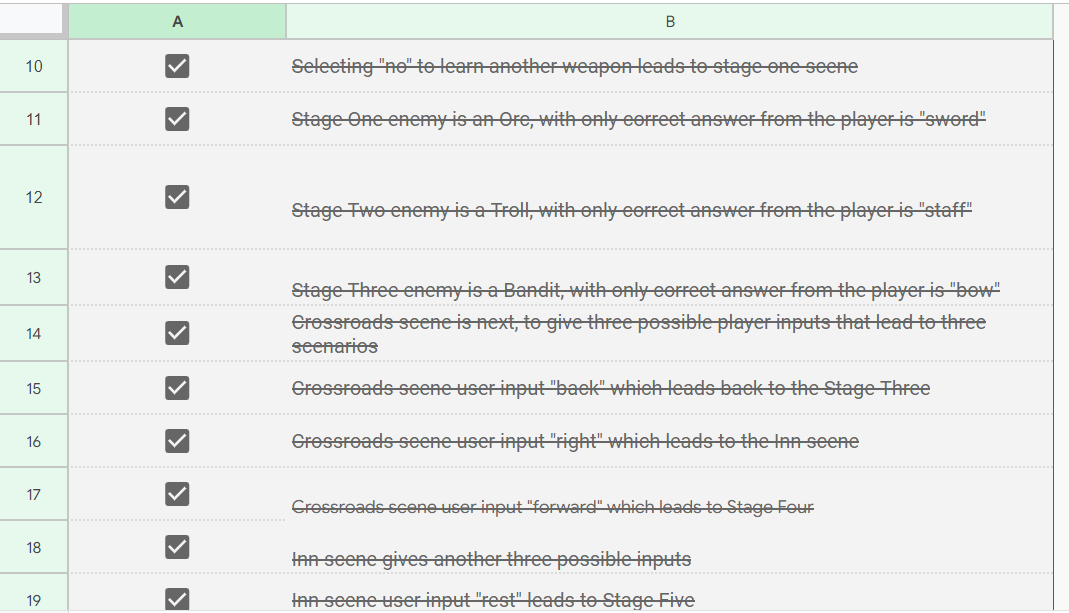 A B
10 Selecting "no" to learn another weapon leads to stage one scene
11 Stage One enemy is an Orc, with only correct answer from the player is "sword"
12 Stage Two enemy is a Troll, with only correct answer from the player is "staff"
13 Stage Three enemy is a Bandit, with only correct answer from the player is "bow"
14 Crossroads scene is next, to give three possible player inputs that lead to three
scenarios
15 Crossroads scene user input "back" which leads back to the Stage Three
16 Crossroads scene user input "right" which leads to the Inn scene
17 Crossroads scene user input "forward" which leads to Stage Four
18 Inn scene gives another three possible inputs
19 Inn scene user input "rest" leads to Stage Five